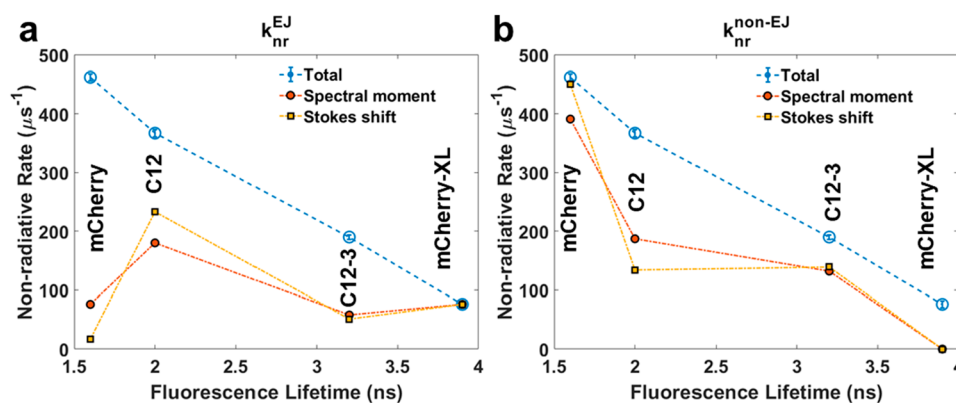 a
k_nr^EJ
500
400
300
200
100
0
Non-radiative Rate (μs⁻¹)
Total
Spectral moment
Stokes shift
mCherry
C12
C12-3
mCherry-XL
1.5 2 2.5 3 3.5 4
Fluorescence Lifetime (ns)
b
k_nr^non-EJ
500
400
300
200
100
0
Non-radiative Rate (μs⁻¹)
Total
Spectral moment
Stokes shift
mCherry
C12
C12-3
mCherry-XL
1.5 2 2.5 3 3.5 4
Fluorescence Lifetime (ns)